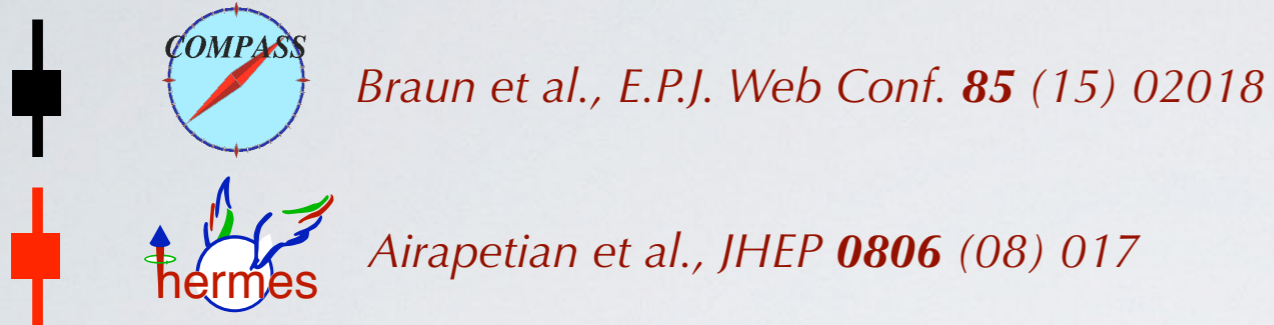 COMPASS
Braun et al., E.P.J. Web Conf. 85 (15) 02018
hermes
Airapetian et al., JHEP 0806 (08) 017